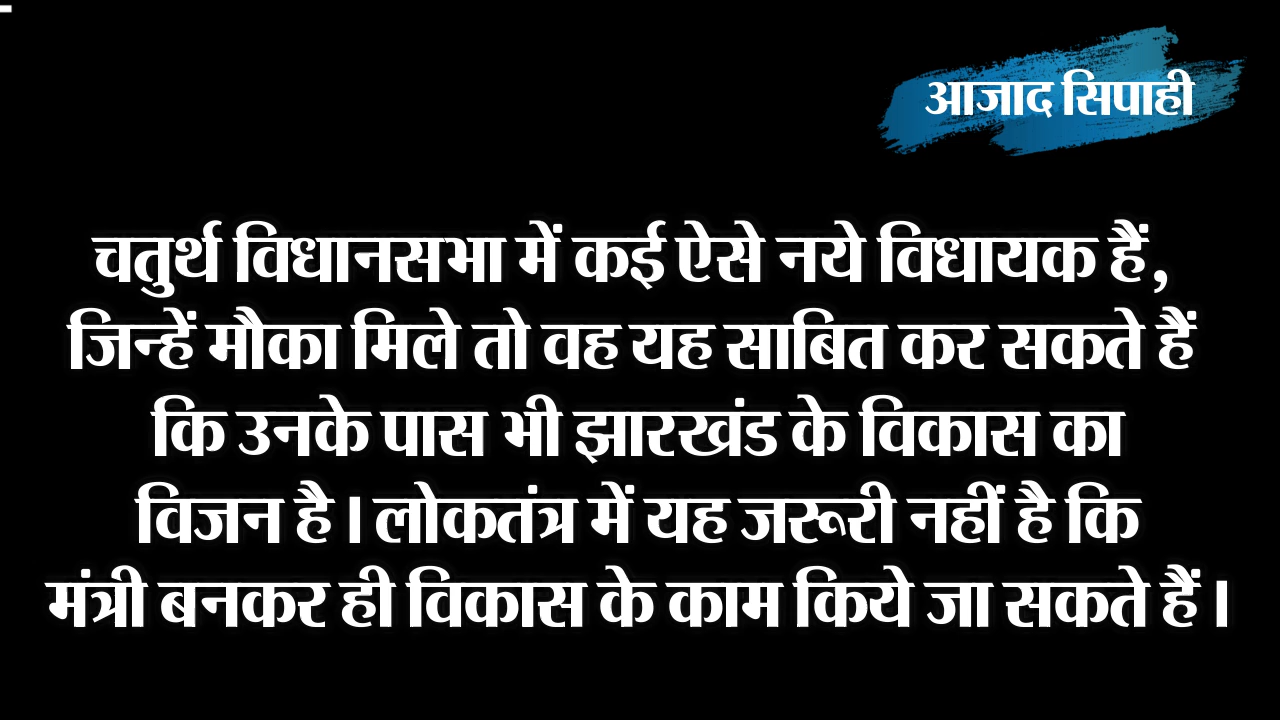 आजाद सिपाही
चतुर्थ विधानसभा में कई ऐसे नये विधायक हैं,
जिन्हें मौका मिले तो वह यह साबित कर सकते हैं
कि उनके पास भी झारखंड के विकास का
विजन है। लोकतंत्र में यह जरूरी नहीं है कि
मंत्री बनकर ही विकास के काम किये जा सकते हैं।